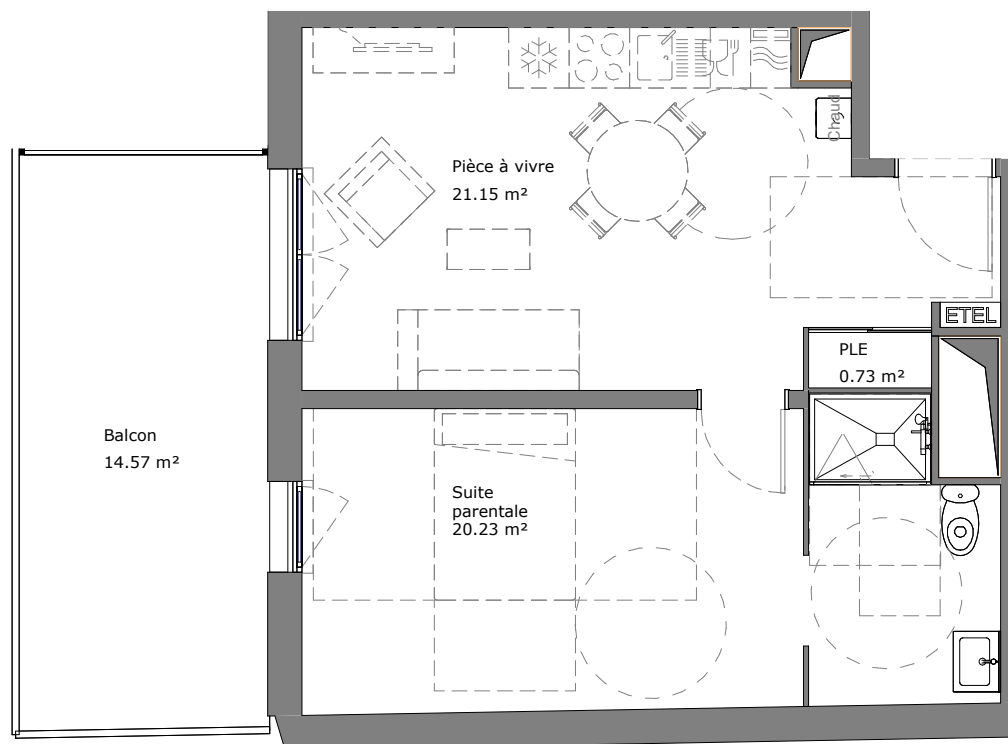 Chaud
Pièce à vivre
21.15 m²
ETEL
PLE
0.73 m²
Balcon
14.57 m²
Suite
parentale
20.23 m²